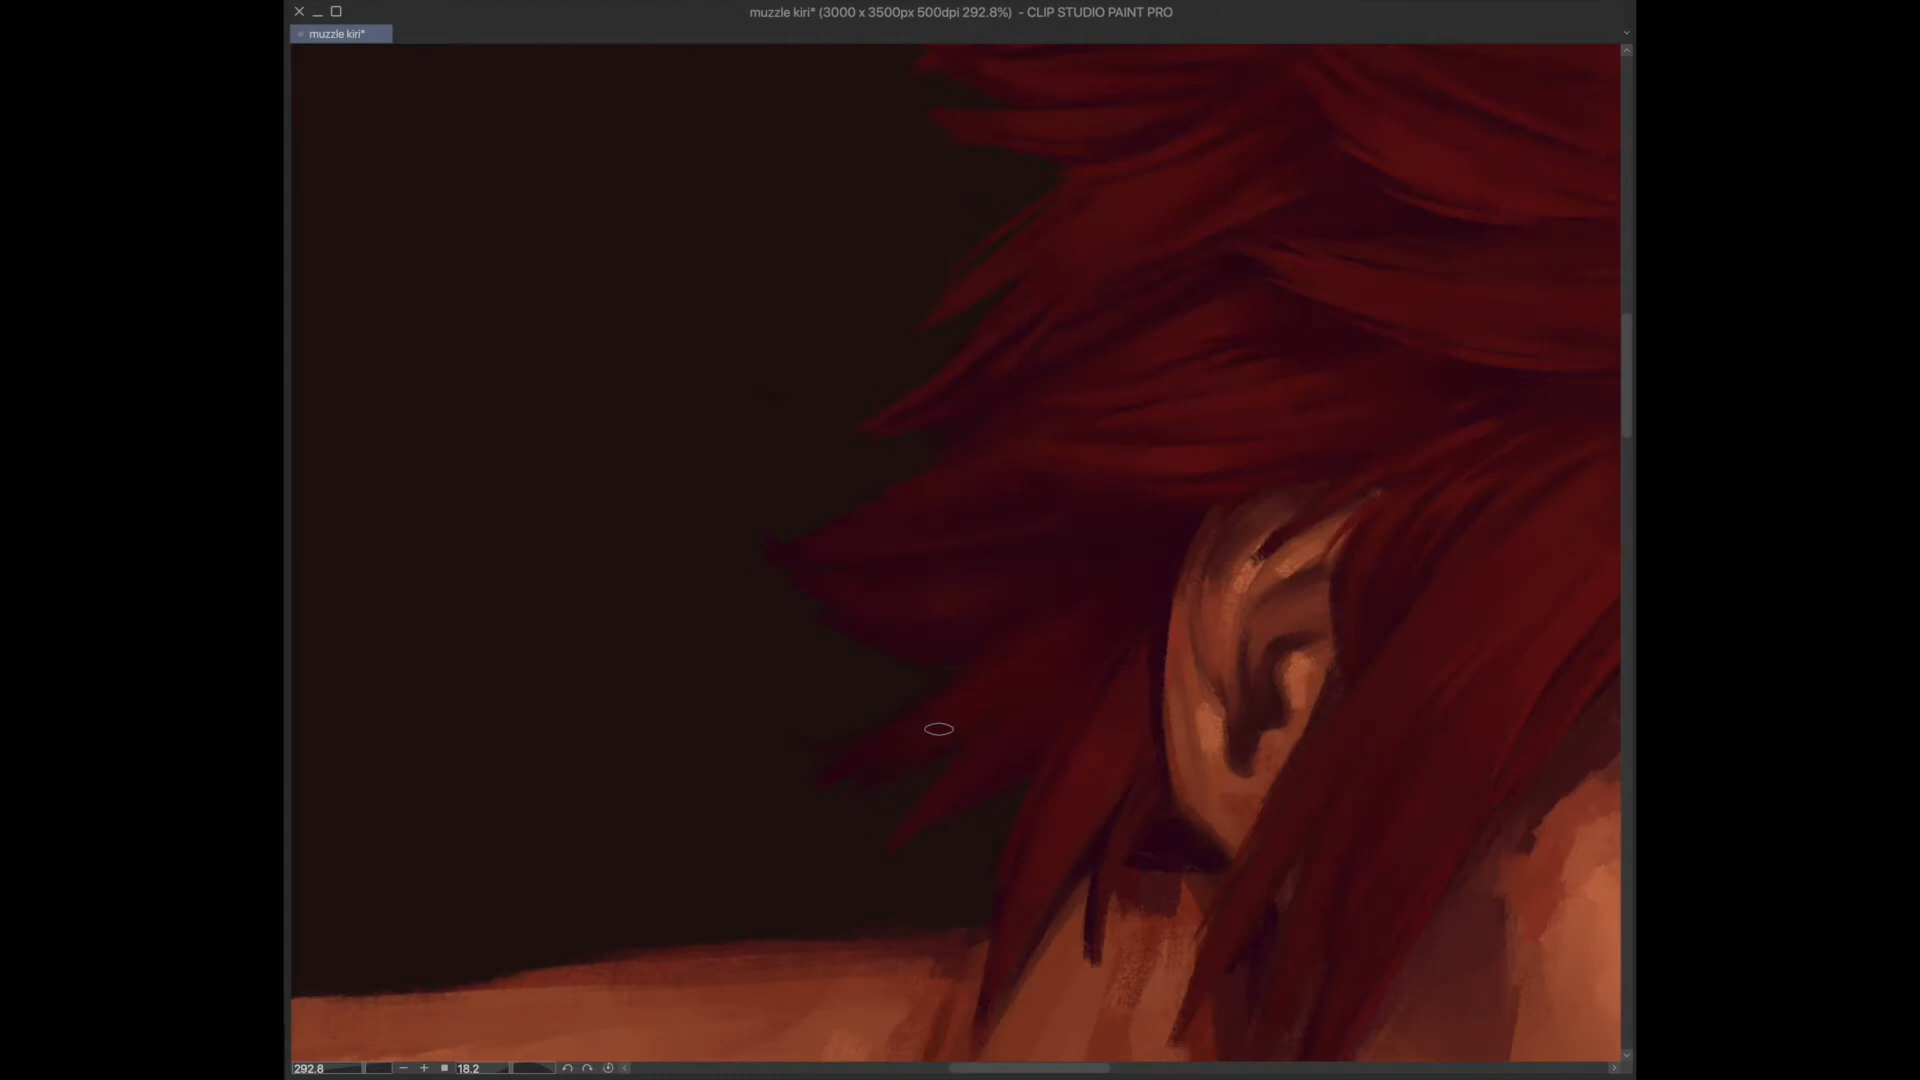 muzzle kiri* (3000 x 3500px 500dpi 292.8%) - CLIP STUDIO PAINT PRO
muzzle kiri*
292.8
18.2